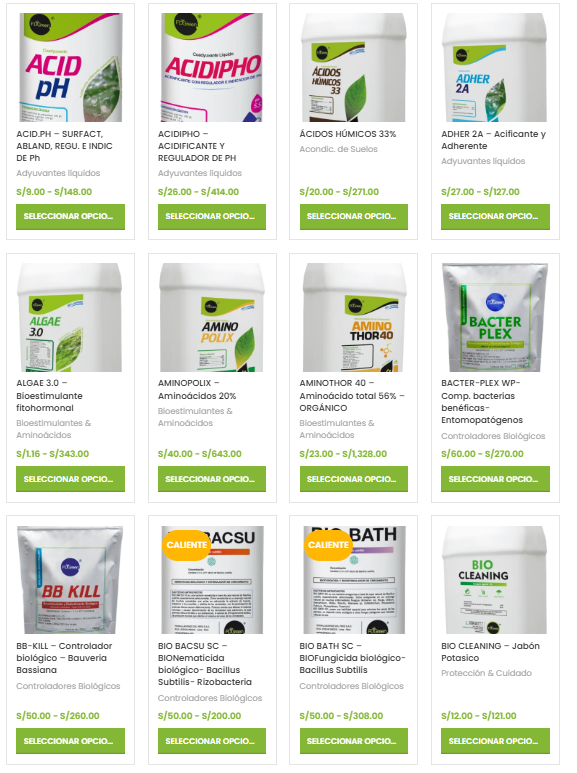 Coadyuvante
ACID
pH
ACID.PH – SURFACT,
ABLAND, REGU. E INDIC
DE Ph
Adyuvantes líquidos
S/9.00 - S/148.00
SELECCIONAR OPCIO...
Coadyuvante Líquido
ACIDIPHO
ACIDIFICANTE CON REGULADOR E INDICADOR DE PH
ACIDIPHO –
ACIDIFICANTE Y
REGULADOR DE PH
Adyuvantes líquidos
S/26.00 - S/414.00
SELECCIONAR OPCIO...
ÁCIDOS
HÚMICOS
33
ÁCIDOS HÚMICOS 33%
Acondic. de Suelos
S/20.00 - S/271.00
SELECCIONAR OPCIO...
ADHER
2A
ADHER 2A – Acificante y
Adherente
Adyuvantes líquidos
S/27.00 - S/127.00
SELECCIONAR OPCIO...
ALGAE
3.0
ALGAE 3.0 –
Bioestimulante
fitohormonal
Bioestimulantes &
Aminoácidos
S/1.16 - S/343.00
SELECCIONAR OPCIO...
AMINO
POLIX
AMINOPOLIX –
Aminoácidos 20%
Bioestimulantes &
Aminoácidos
S/40.00 - S/643.00
SELECCIONAR OPCIO...
AMINO
THOR40
AMINOTHOR 40 –
Aminoácido total 56% –
ORGÁNICO
Bioestimulantes &
Aminoácidos
S/23.00 - S/1,328.00
SELECCIONAR OPCIO...
BACTER
PLEX
BACTER-PLEX WP-
Comp. bacterias
benéficas-
Entomopatógenos
Controladores Biológicos
S/60.00 - S/270.00
SELECCIONAR OPCIO...
BB KILL
BB-KILL – Controlador
biológico – Bauveria
Bassiana
Controladores Biológicos
S/50.00 - S/260.00
SELECCIONAR OPCIO...
BACSU
CALIENTE
BIO BACSU SC –
BIONematicida
biológico- Bacillus
Subtilis- Rizobacteria
Controladores Biológicos
S/50.00 - S/200.00
SELECCIONAR OPCIO...
BIO BATH
CALIENTE
BIO BATH SC –
BIOFungicida biológico-
Bacillus Subtilis
Controladores Biológicos
S/50.00 - S/308.00
SELECCIONAR OPCIO...
BIO
CLEANING
BIO CLEANING – Jabón
Potasico
Protección & Cuidado
S/12.00 - S/121.00
SELECCIONAR OPCIO...